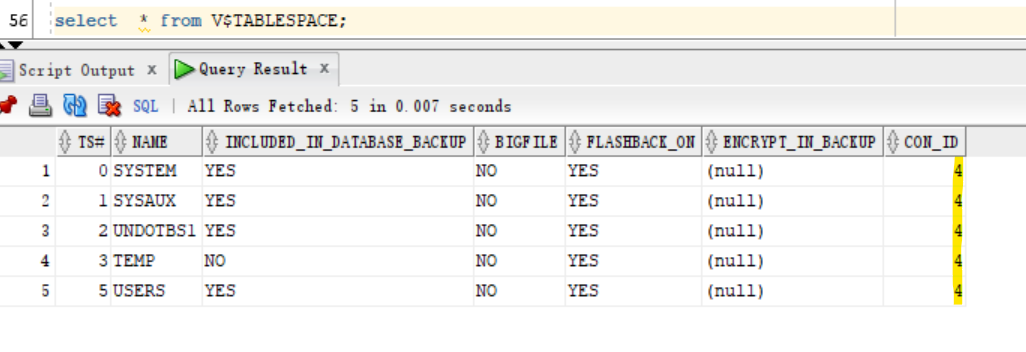 56 select * from V$TABLESPACE;
Script Output x Query Result x
SQL | All Rows Fetched: 5 in 0.007 seconds
TS# NAME INCLUDED_IN_DATABASE_BACKUP BIGFILE FLASHBACK_ON ENCRYPT_IN_BACKUP CON_ID
1 0 SYSTEM YES NO YES (null) 4
2 1 SYSAUX YES NO YES (null) 4
3 2 UNDOTBS1 YES NO YES (null) 4
4 3 TEMP NO NO YES (null) 4
5 5 USERS YES NO YES (null) 4